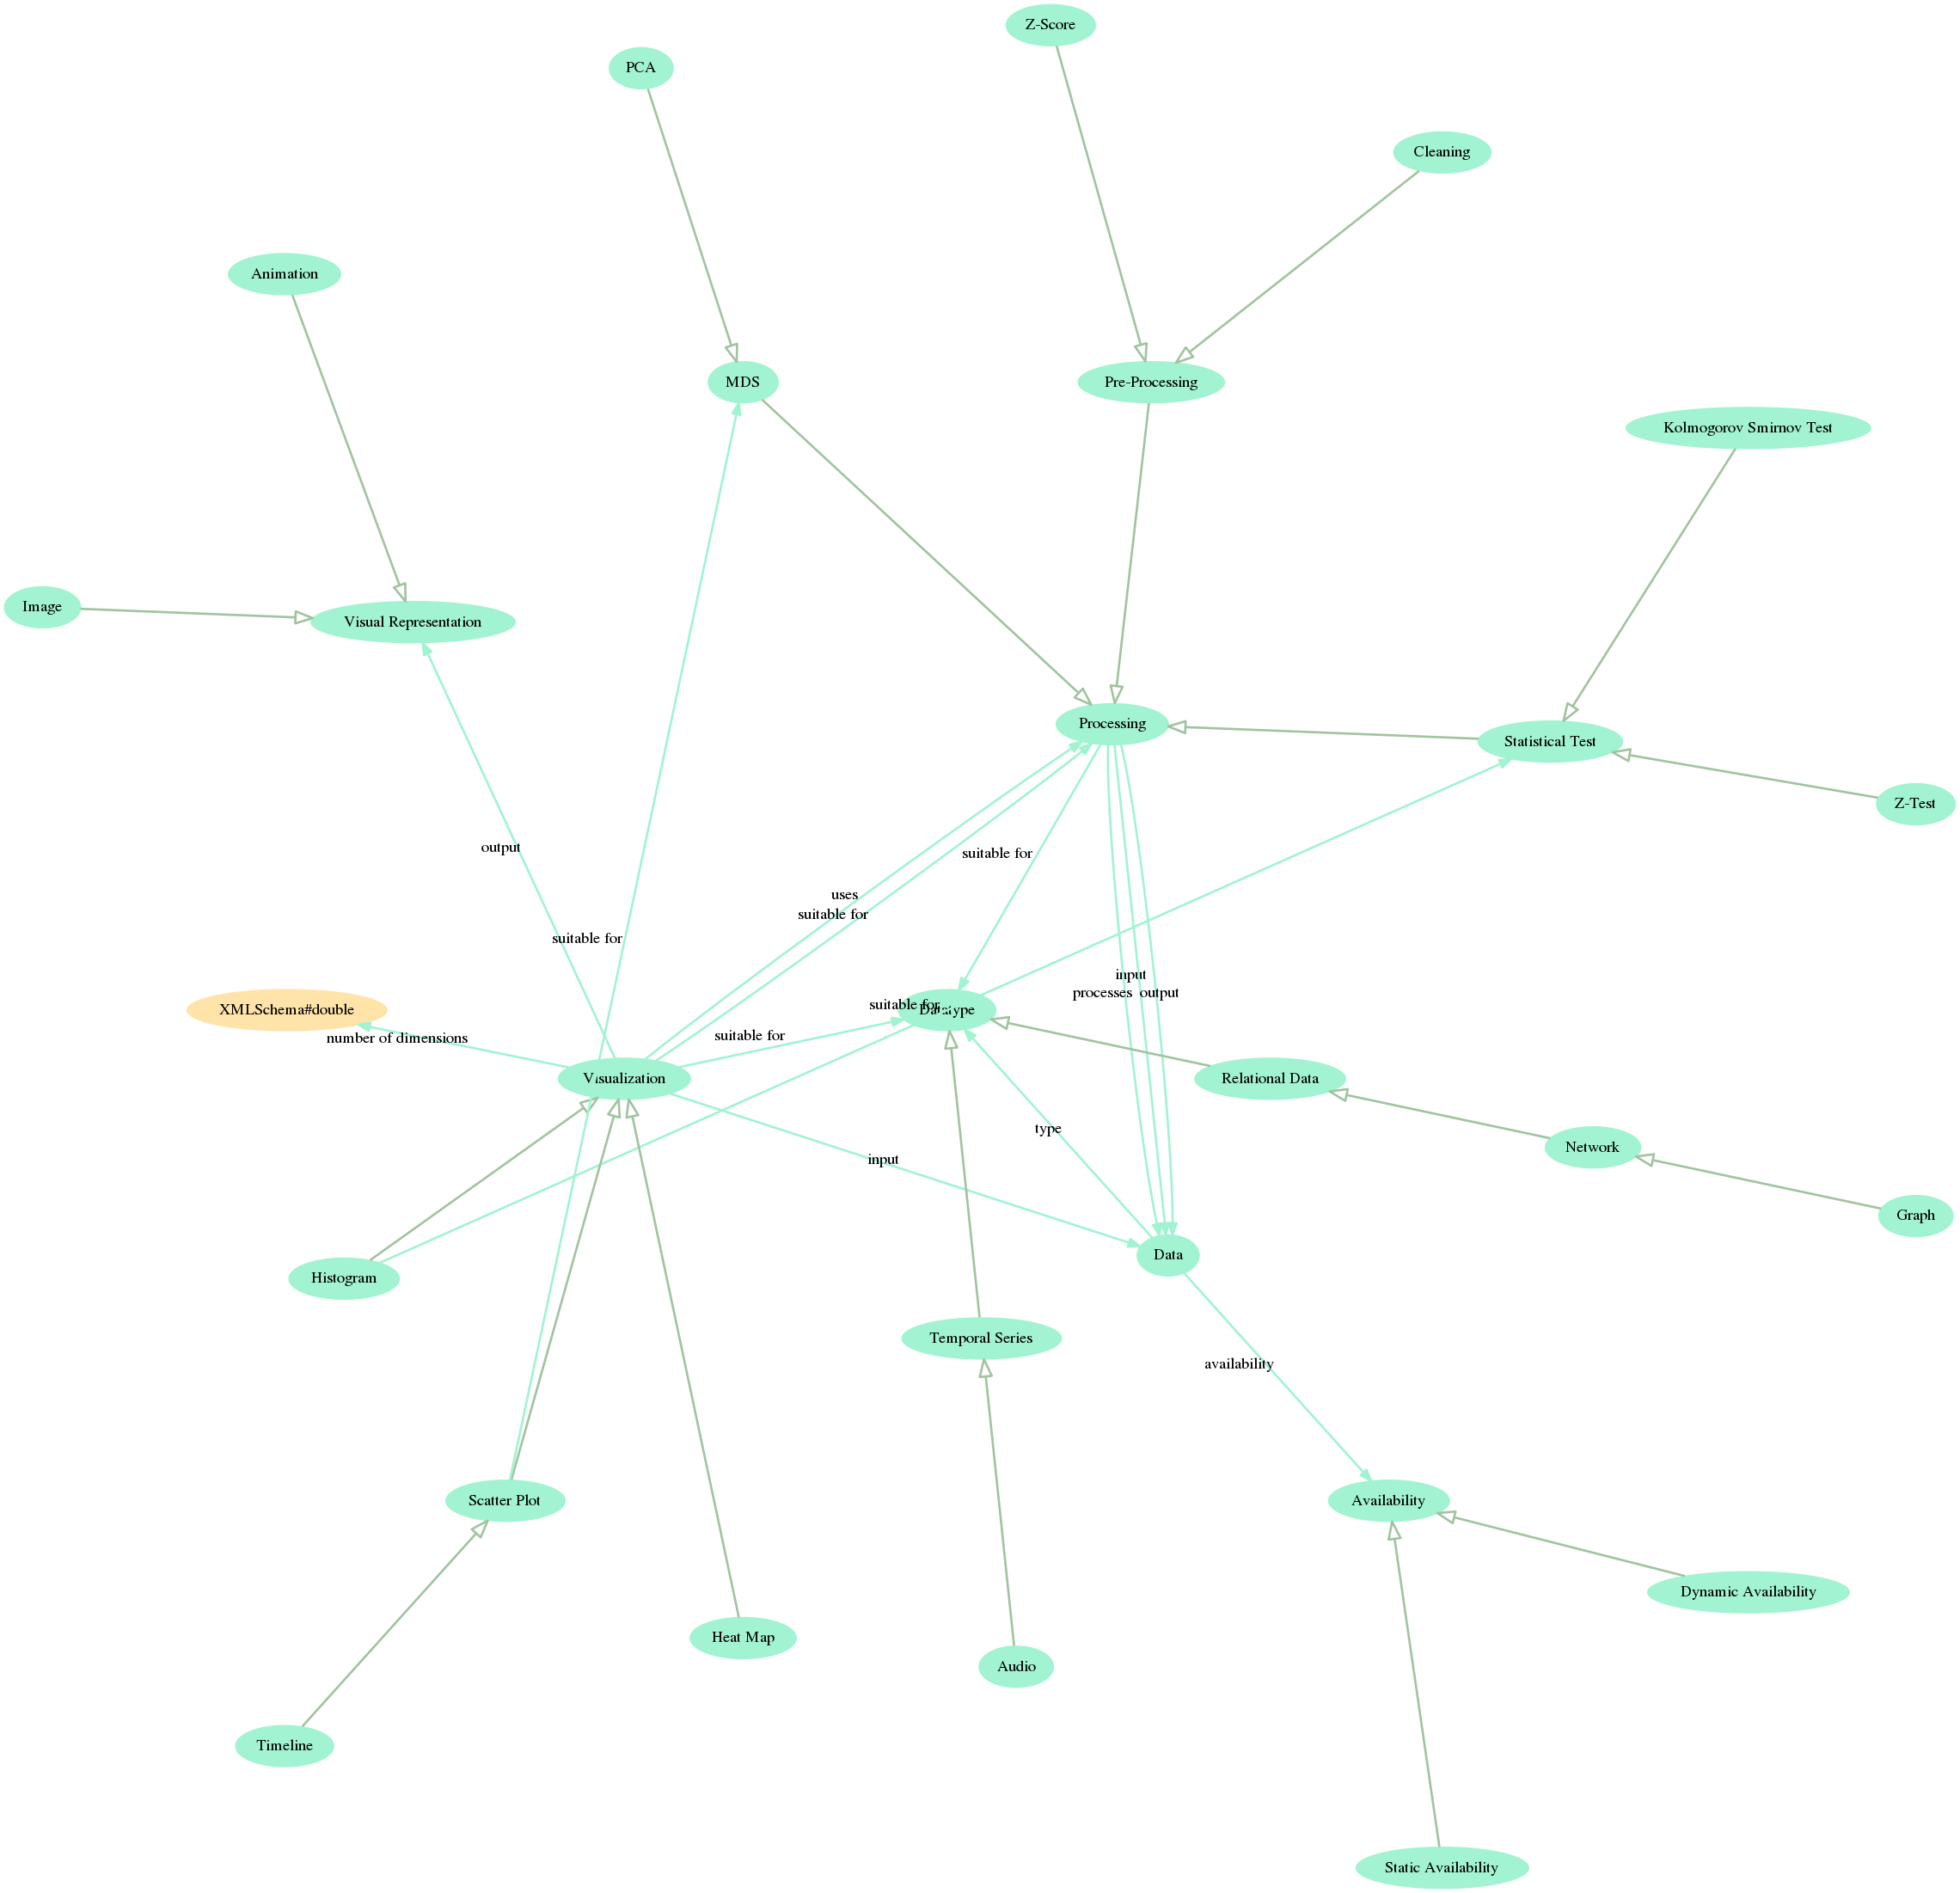 Z-Score
PCA
Cleaning
Animation
MDS
Pre-Processing
Kolmogorov Smirnov Test
Image
Visual Representation
Processing
Statistical Test
Z-Test
output
suitable for
uses
suitable for
suitable for
input
processes output
XMLSchema#double
suitable for
Datatype
number of dimensions
suitable for
Visualization
Relational Data
type
Network
input
Graph
Data
Histogram
Temporal Series
availability
Scatter Plot
Availability
Dynamic Availability
Heat Map
Audio
Timeline
Static Availability